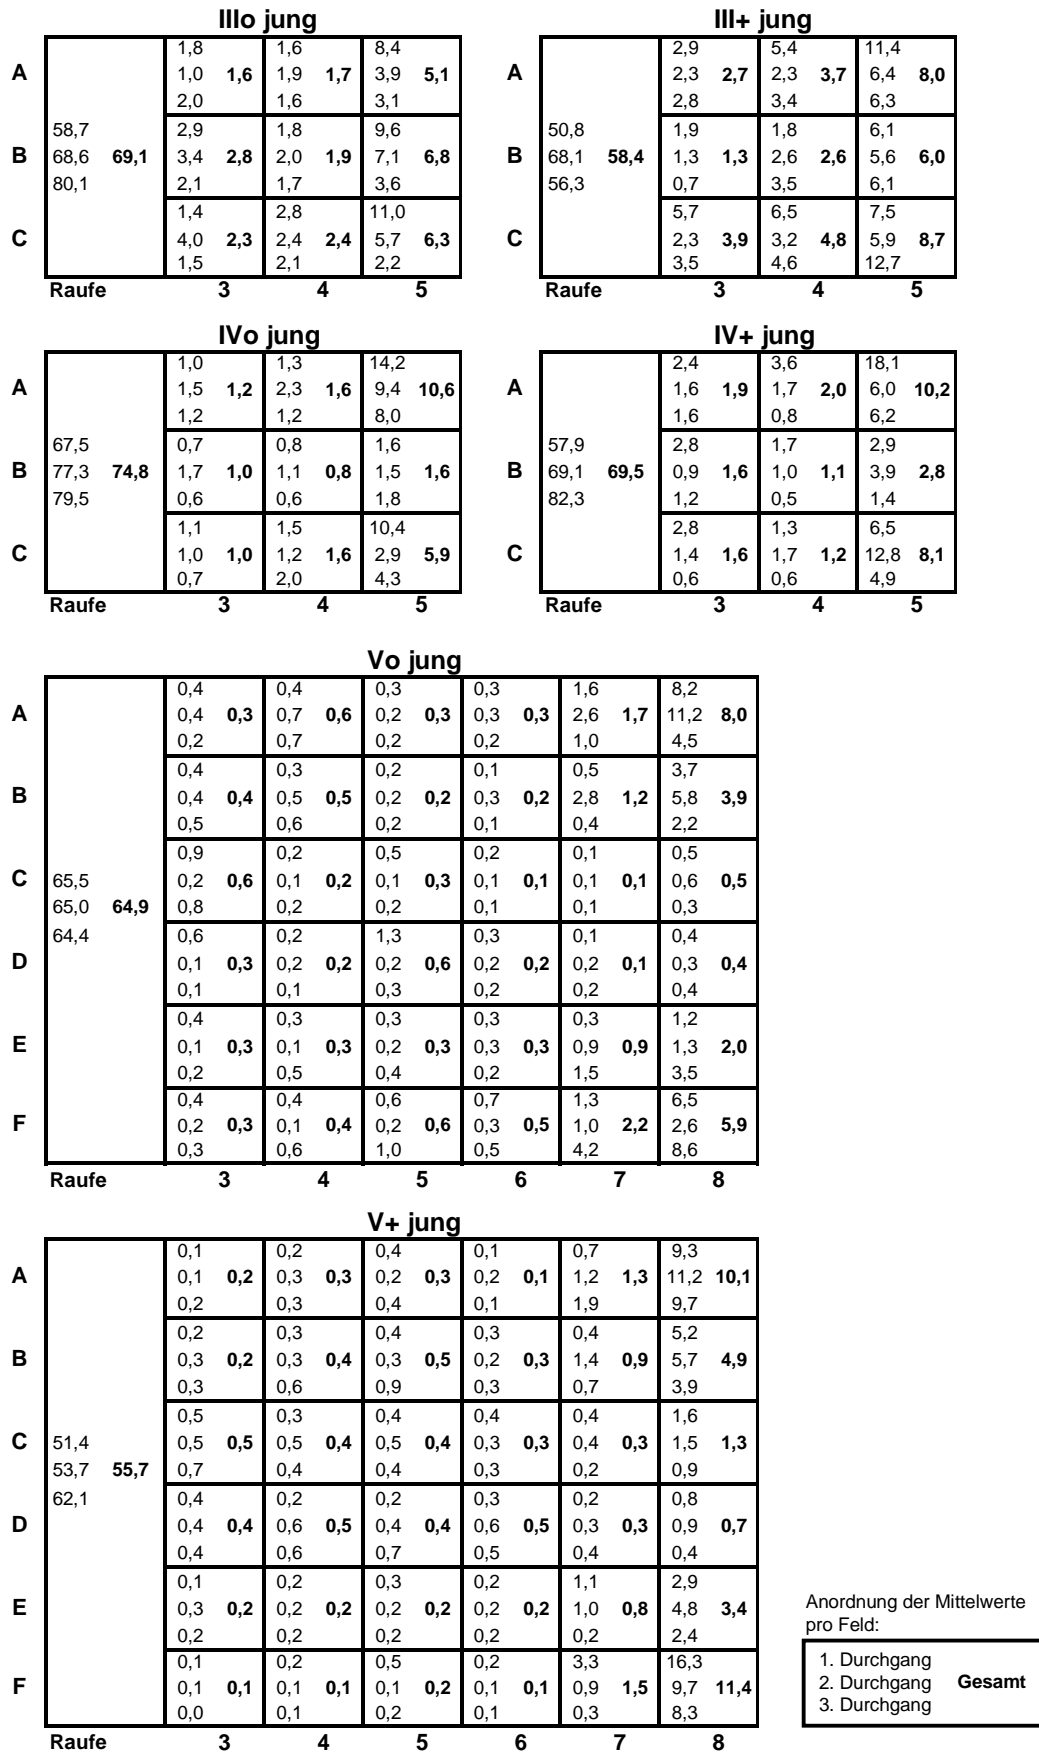 IIIo jung III+ jung
1,8 1,6 8,4 2,9 5,4 11,4
A 1,0 1,6 1,9 1,7 3,9 5,1 A 2,3 2,7 2,3 3,7 6,4 8,0
2,0 1,6 3,1 2,8 3,4 6,3
58,7 2,9 1,8 9,6 50,8 1,9 1,8 6,1
B 68,6 69,1 3,4 2,8 2,0 1,9 7,1 6,8 B 68,1 58,4 1,3 1,3 2,6 2,6 5,6 6,0
80,1 2,1 1,7 3,6 56,3 0,7 3,5 6,1
1,4 2,8 11,0 5,7 6,5 7,5
C 4,0 2,3 2,4 2,4 5,7 6,3 C 2,3 3,9 3,2 4,8 5,9 8,7
1,5 2,1 2,2 3,5 4,6 12,7
Raufe 3 4 5 Raufe 3 4 5
IVo jung IV+ jung
1,0 1,3 14,2 2,4 3,6 18,1
A 1,5 1,2 2,3 1,6 9,4 10,6 A 1,6 1,9 1,7 2,0 6,0 10,2
1,2 1,2 8,0 1,6 0,8 6,2
67,5 0,7 0,8 1,6 57,9 2,8 1,7 2,9
B 77,3 74,8 1,7 1,0 1,1 0,8 1,5 1,6 B 69,1 69,5 0,9 1,6 1,0 1,1 3,9 2,8
79,5 0,6 0,6 1,8 82,3 1,2 0,5 1,4
1,1 1,5 10,4 2,8 1,3 6,5
C 1,0 1,0 1,2 1,6 2,9 5,9 C 1,4 1,6 1,7 1,2 12,8 8,1
0,7 2,0 4,3 0,6 0,6 4,9
Raufe 3 4 5 Raufe 3 4 5
Vo jung
0,4 0,4 0,3 0,3 1,6 8,2
A 0,4 0,3 0,7 0,6 0,2 0,3 0,3 0,3 2,6 1,7 11,2 8,0
0,2 0,7 0,2 0,2 1,0 4,5
0,4 0,3 0,2 0,1 0,5 3,7
B 0,4 0,4 0,5 0,5 0,2 0,2 0,3 0,2 2,8 1,2 5,8 3,9
0,5 0,6 0,2 0,1 0,4 2,2
0,9 0,2 0,5 0,2 0,1 0,5
C 65,5 0,2 0,6 0,1 0,2 0,1 0,3 0,1 0,1 0,1 0,1 0,6 0,5
65,0 64,9 0,8 0,2 0,2 0,1 0,1 0,3
64,4 0,6 0,2 1,3 0,3 0,1 0,4
D 0,1 0,3 0,2 0,2 0,2 0,6 0,2 0,2 0,2 0,1 0,3 0,4
0,1 0,1 0,3 0,2 0,2 0,4
0,4 0,3 0,3 0,3 0,3 1,2
E 0,1 0,3 0,1 0,3 0,2 0,3 0,3 0,3 0,9 0,9 1,3 2,0
0,2 0,5 0,4 0,2 1,5 3,5
0,4 0,4 0,6 0,7 1,3 6,5
F 0,2 0,3 0,1 0,4 0,2 0,6 0,3 0,5 1,0 2,2 2,6 5,9
0,3 0,6 1,0 0,5 4,2 8,6
Raufe 3 4 5 6 7 8
V+ jung
0,1 0,2 0,4 0,1 0,7 9,3
A 0,1 0,2 0,3 0,3 0,2 0,3 0,2 0,1 1,2 1,3 11,2 10,1
0,2 0,3 0,4 0,1 1,9 9,7
0,2 0,3 0,4 0,3 0,4 5,2
B 0,3 0,2 0,3 0,4 0,3 0,5 0,2 0,3 1,4 0,9 5,7 4,9
0,3 0,6 0,9 0,3 0,7 3,9
0,5 0,3 0,4 0,4 0,4 1,6
C 51,4 0,5 0,5 0,5 0,4 0,5 0,4 0,3 0,3 0,4 0,3 1,5 1,3
53,7 55,7 0,7 0,4 0,4 0,3 0,2 0,9
62,1 0,4 0,2 0,2 0,3 0,2 0,8
D 0,4 0,4 0,6 0,5 0,4 0,4 0,6 0,5 0,3 0,3 0,9 0,7
0,4 0,6 0,7 0,5 0,4 0,4
0,1 0,2 0,3 0,2 1,1 2,9
E 0,3 0,2 0,2 0,2 0,2 0,2 0,2 0,2 1,0 0,8 4,8 3,4
0,2 0,2 0,2 0,2 0,2 2,4
0,1 0,2 0,5 0,2 3,3 16,3
F 0,1 0,1 0,1 0,1 0,1 0,2 0,1 0,1 0,9 1,5 9,7 11,4
0,0 0,1 0,2 0,1 0,3 8,3
Raufe 3 4 5 6 7 8
Anordnung der Mittelwerte
pro Feld:
1. Durchgang
2. Durchgang Gesamt
3. Durchgang